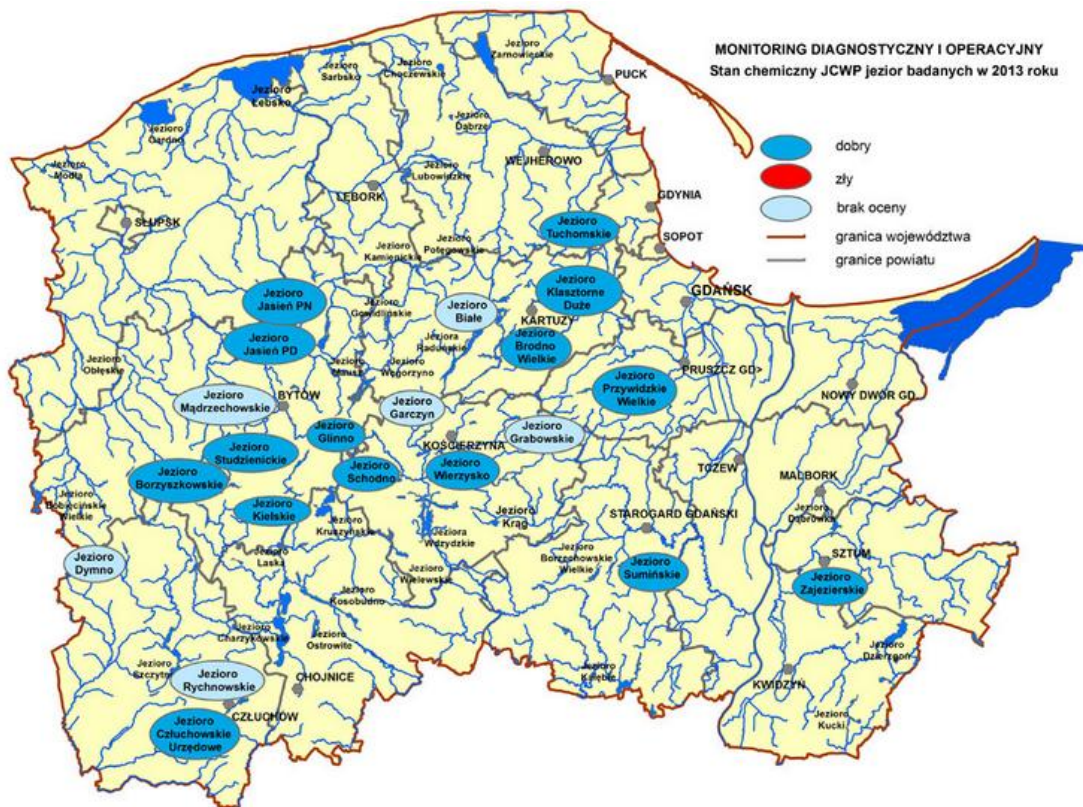 MONITORING DIAGNOSTYCZNY I OPERACYJNY
Stan chemiczny JCWP jezior badanych w 2013 roku
dobry
zły
brak oceny
granica województwa
granice powiatu
Jezioro
Żarnowieckie
Jezioro
Sarbsko
Jezioro
Choczewskie
PUCK
Jezioro
Łebsko
Jezioro
Gardno
Jezioro
Dąbrze
Jezioro
Modła
WEJHEROWO
Jezioro
Lubowidzkie
LĘBORK
GDYNIA
SŁUPSK
Jezioro
Tuchomskie
SOPOT
Jezioro
Potęgowskie
Jezioro
Kamienickie
Jezioro
Jasień PN
Jezioro
Gowidlińskie
Jezioro
Białe
Jezioro
Klasztorne
Duże
GDAŃSK
KARTUZY
Jezioro
Jasień PD
Jeziora
Raduńskie
Jezioro
Brodno
Wielkie
Jezioro
Obłęskie
Jezioro
Mausz
Jezioro
Węgorzyno
PRUSZCZ GD>
Jezioro
Przywidzkie
Wielkie
NOWY DWÓR GD.
Jezioro
Mądrzechowskie
BYTÓW
Jezioro
Garczyn
Jezioro
Glinno
KOŚCIERZYNA
Jezioro
Grabowskie
Jezioro
Studzienickie
Jezioro
Borzyszkowskie
Jezioro
Schodno
Jezioro
Wierzysko
TCZEW
MALBORK
Jezioro
Bobięcińskie
Wielkie
Jezioro
Kielskie
Jezioro
Kruszyńskie
Jezioro
Krąg
STAROGARD GDAŃSKI
Jezioro
Dąbrówka
Jeziora
Wdzydzkie
Jezioro
Dymno
Jezioro
Laska
Jezioro
Borzechowskie
Wielkie
Jezioro
Sumińskie
SZTUM
Jezioro
Zajezierskie
Jezioro
Wielewskie
Jezioro
Kosobudno
Jezioro
Charzykowskie
Jezioro
Ostrowite
Jezioro
Szczytno
Jezioro
Rychnowskie
CHOJNICE
Jezioro
Dzierzgoń
KWIDZYŃ
CZŁUCHÓW
Jezioro
Człuchowskie
Urzędowe
Jezioro
Kucki